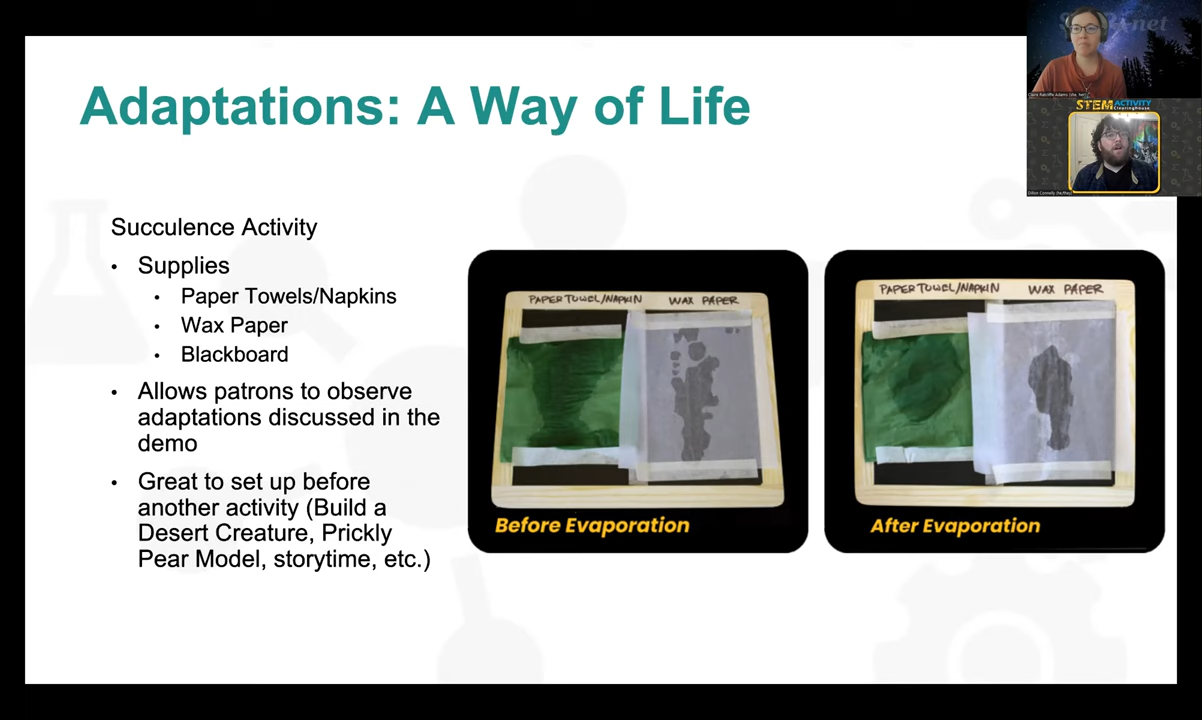 Adaptations: A Way of Life
STEM ACTIVITY
Clearinghouse
Succulence Activity
• Supplies
• Paper Towels/Napkins
• Wax Paper
• Blackboard
• Allows patrons to observe
adaptations discussed in the
demo
• Great to set up before
another activity (Build a
Desert Creature, Prickly
Pear Model, storytime, etc.)
PAPER TOWEL/NAPKIN WAX PAPER
Before Evaporation
PAPER TOWEL/NAPKIN WAX PAPER
After Evaporation